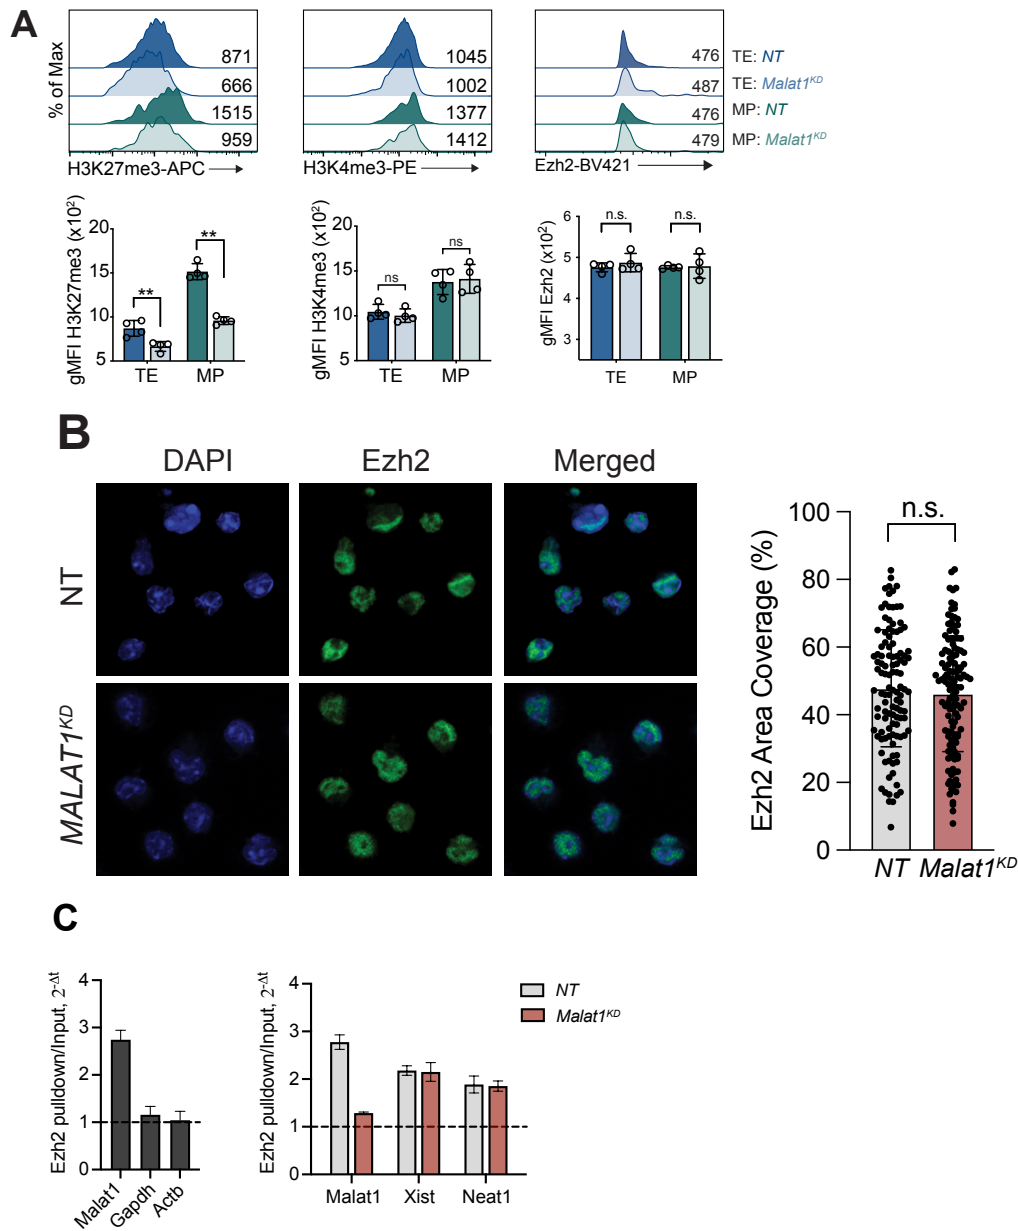 A
% of Max
871
666
1515
959
H3K27me3-APC
1045
1002
1377
1412
H3K4me3-PE
476
487
476
479
Ezh2-BV421
TE: NT
TE: Malat1KD
MP: NT
MP: Malat1KD
gMFI H3K27me3 (x10²)
20
15
10
5
**
**
TE
MP
gMFI H3K4me3 (x10²)
20
15
10
5
ns
ns
TE
MP
gMFI Ezh2 (x10²)
6
5
4
3
n.s.
n.s.
TE
MP
B
DAPI
Ezh2
Merged
NT
MALAT1KD
Ezh2 Area Coverage (%)
100
80
60
40
20
0
n.s.
NT
Malat1KD
C
Ezh2 pulldown/Input, 2-Δt
4
3
2
1
0
Malat1
Gapdh
Actb
Ezh2 pulldown/Input, 2-Δt
4
3
2
1
0
Malat1
Xist
Neat1
NT
Malat1KD